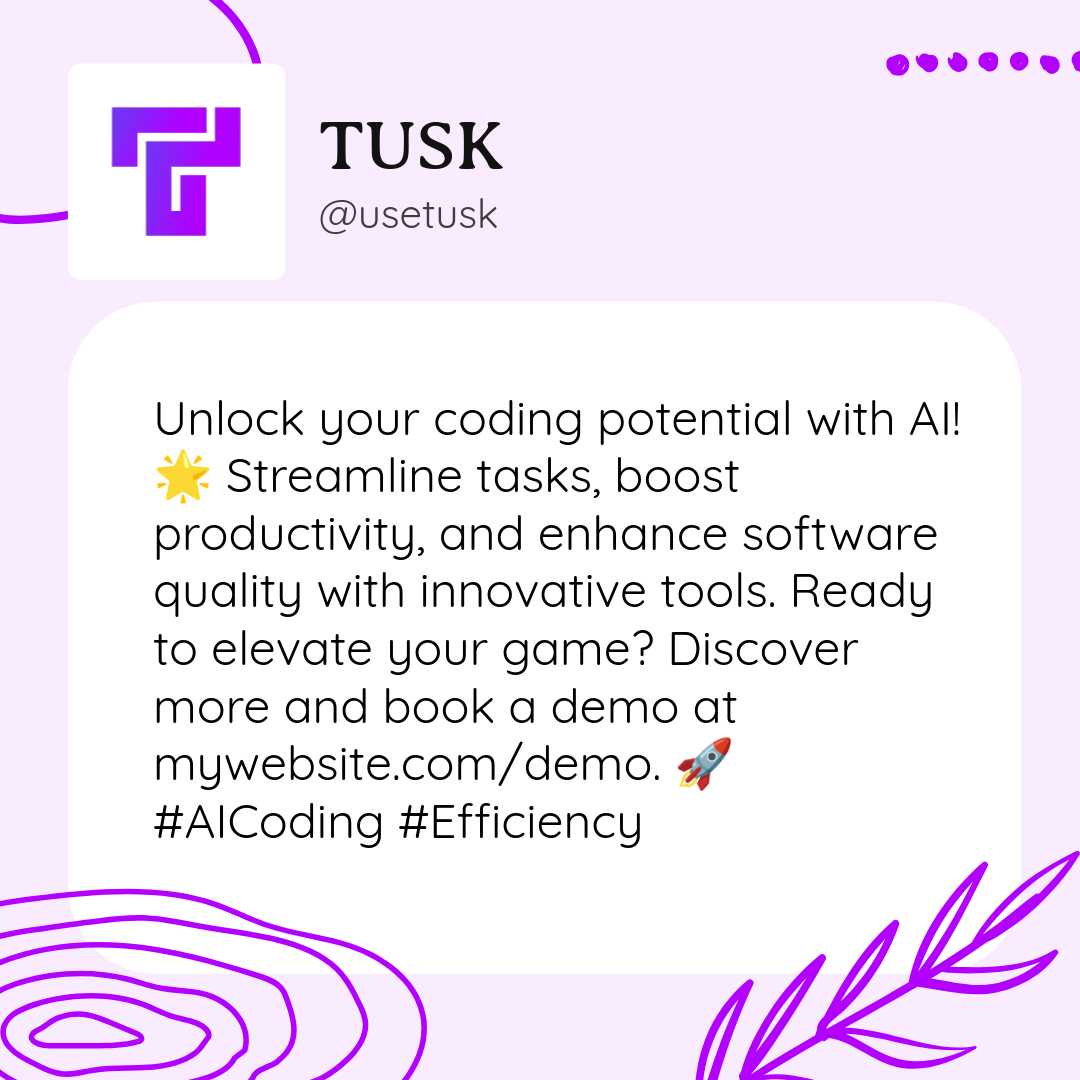 TUSK
@usetusk
Unlock your coding potential with AI!
🌟 Streamline tasks, boost
productivity, and enhance software
quality with innovative tools. Ready
to elevate your game? Discover
more and book a demo at
mywebsite.com/demo. 🚀
#AICoding #Efficiency